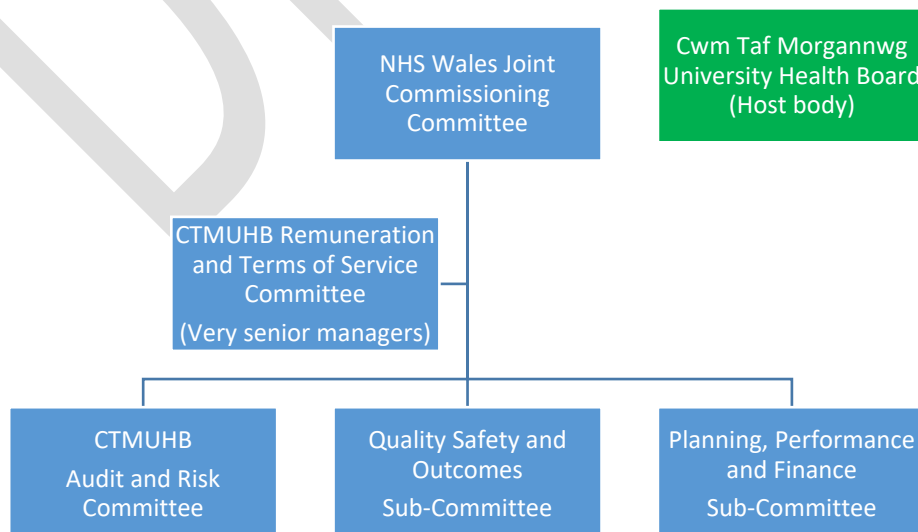 NHS Wales Joint
Commissioning
Committee
Cwm Taf Morgannwg
University Health Board
(Host body)
CTMUHB Remuneration
and Terms of Service
Committee
(Very senior managers)
CTMUHB
Audit and Risk
Committee
Quality Safety and
Outcomes
Sub-Committee
Planning, Performance
and Finance
Sub-Committee